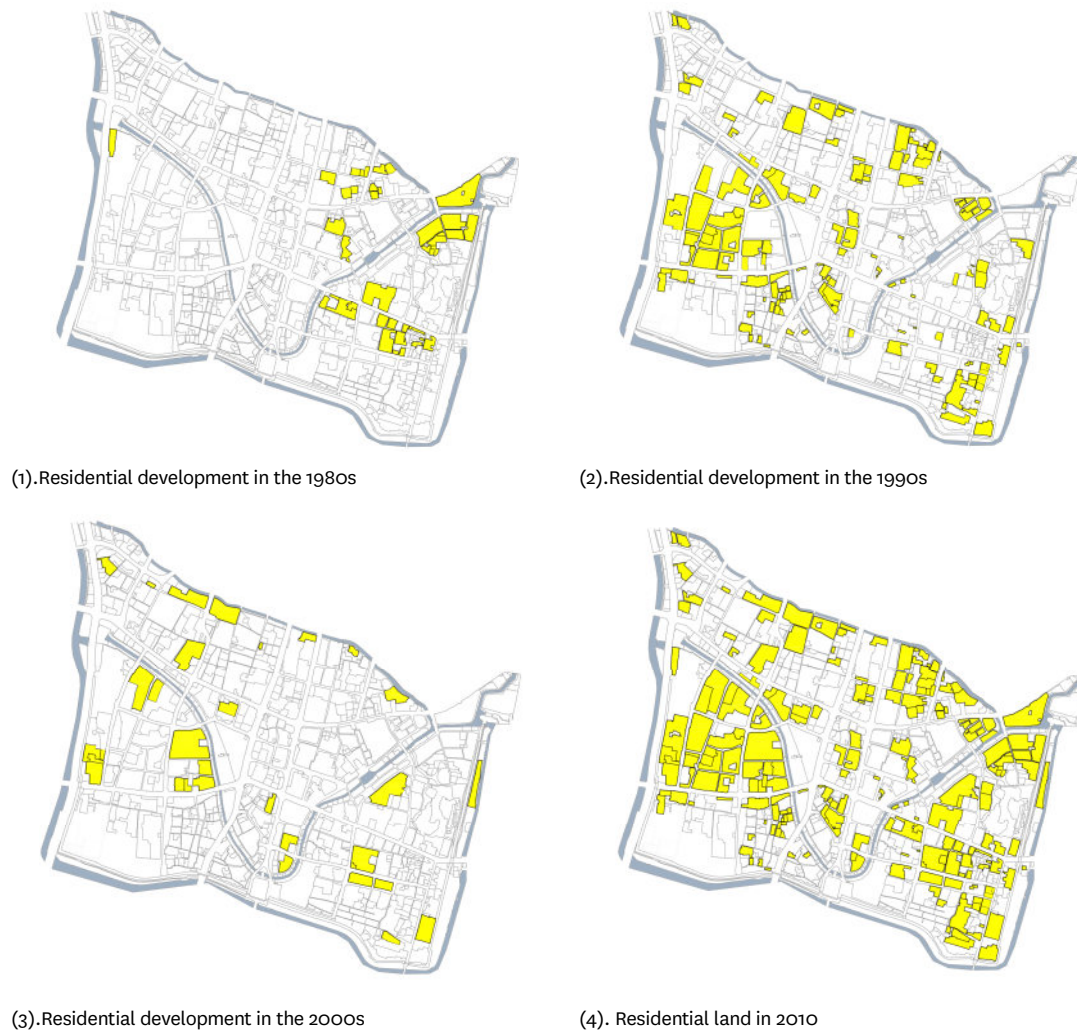 (1).Residential development in the 1980s
(2).Residential development in the 1990s
(3).Residential development in the 2000s
(4). Residential land in 2010